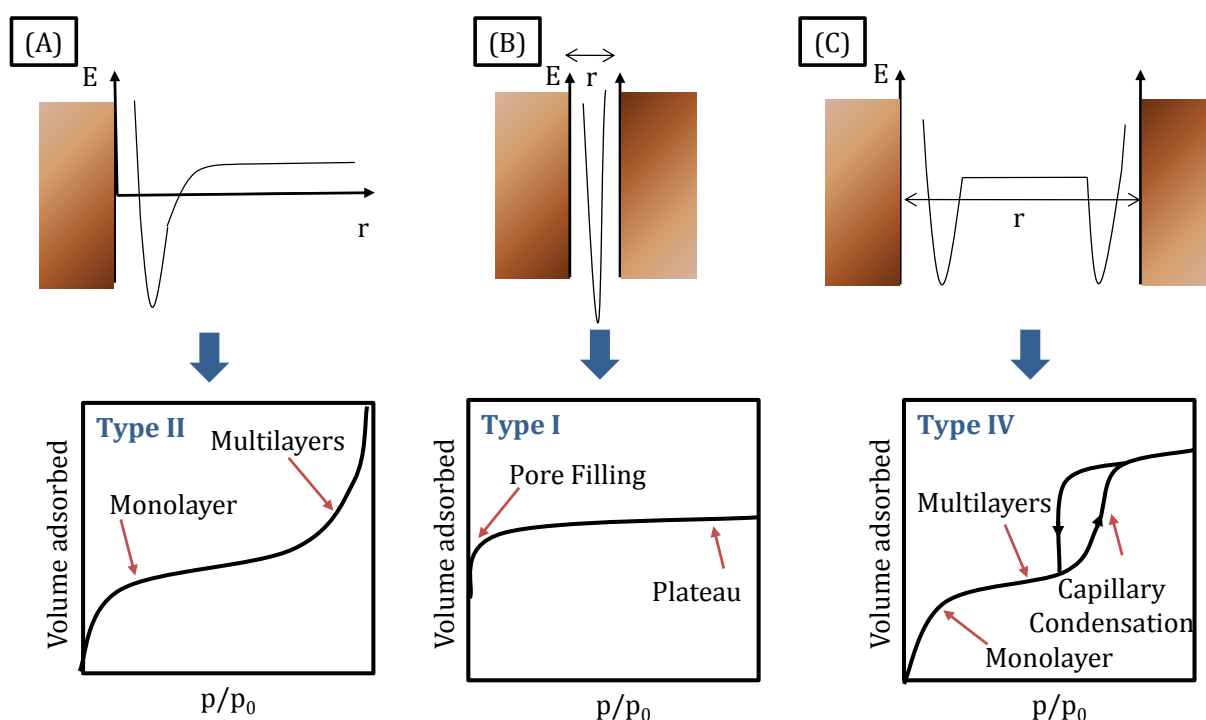 (A)
E
r
Type II
Multilayers
Monolayer
Volume adsorbed
p/p₀
(B)
r
E
Type I
Pore Filling
Plateau
Volume adsorbed
p/p₀
(C)
E
r
Type IV
Multilayers
Capillary
Condensation
Monolayer
Volume adsorbed
p/p₀